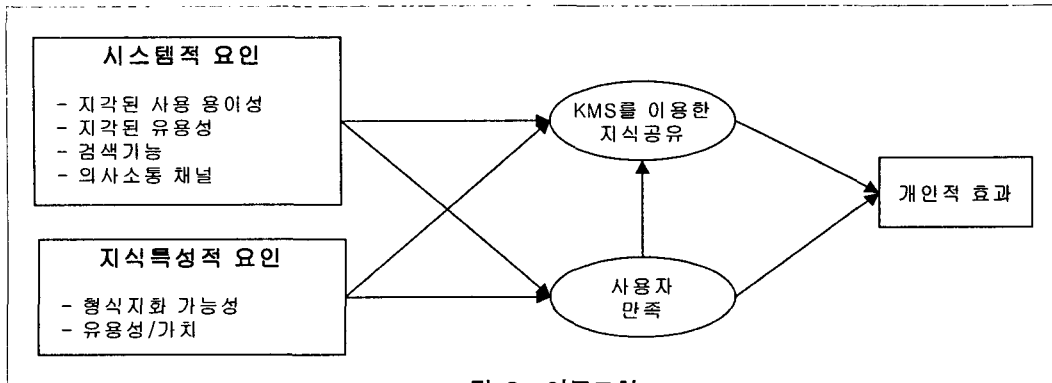 시스템적 요인
- 지각된 사용 용이성
- 지각된 유용성
- 검색기능
- 의사소통 채널
지식특성적 요인
- 형식지화 가능성
- 유용성/가치
KMS를 이용한
지식공유
사용자
만족
개인적 효과